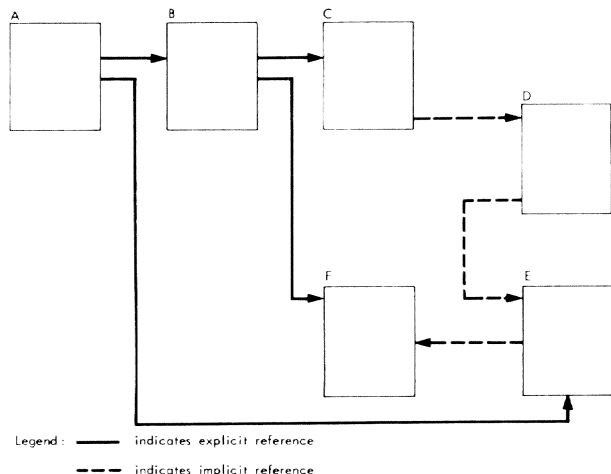 A
B
C
D
F
E
Legend : indicates explicit reference
indicates implicit reference